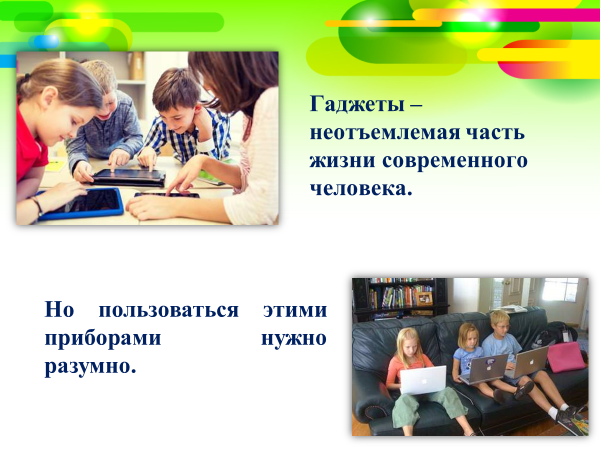 Гаджеты –
неотъемлемая часть
жизни современного
человека.
Но пользоваться этими
приборами нужно
разумно.